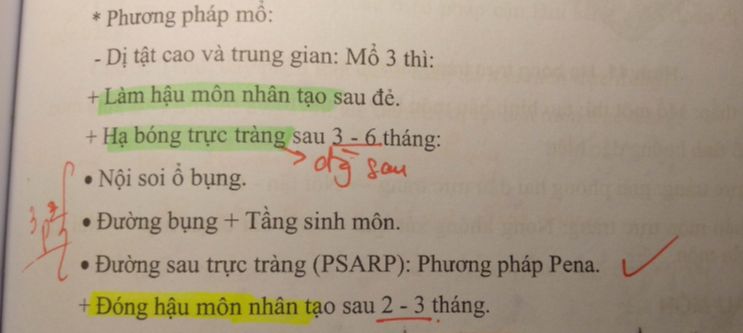 * Phương pháp mổ:
- Dị tật cao và trung gian: Mổ 3 thì:
+ Làm hậu môn nhân tạo sau đẻ.
+ Hạ bóng trực tràng sau 3 - 6 tháng:
sau
• Nội soi ổ bụng.
• Đường bụng + Tầng sinh môn.
• Đường sau trực tràng (PSARP): Phương pháp Pena.
+ Đóng hậu môn nhân tạo sau 2 - 3 tháng.